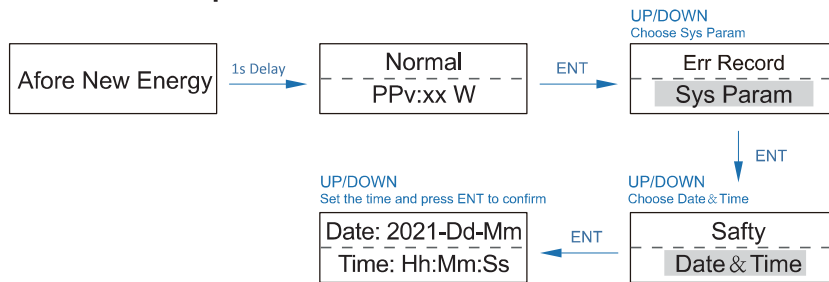 UP/DOWN
Choose Sys Param
Afore New Energy
1s Delay
Normal
PPv:xx W
ENT
Err Record
Sys Param
ENT
UP/DOWN
Set the time and press ENT to confirm
UP/DOWN
Choose Date&Time
Date: 2021-Dd-Mm
Time: Hh:Mm:Ss
ENT
Safty
Date&Time